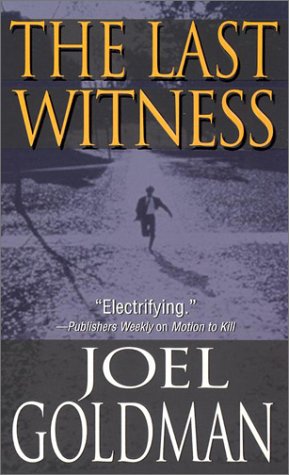 THE LAST
WITNESS
“Electrifying.”
—Publishers Weekly on Motion to Kill
JOEL
GOLDMAN